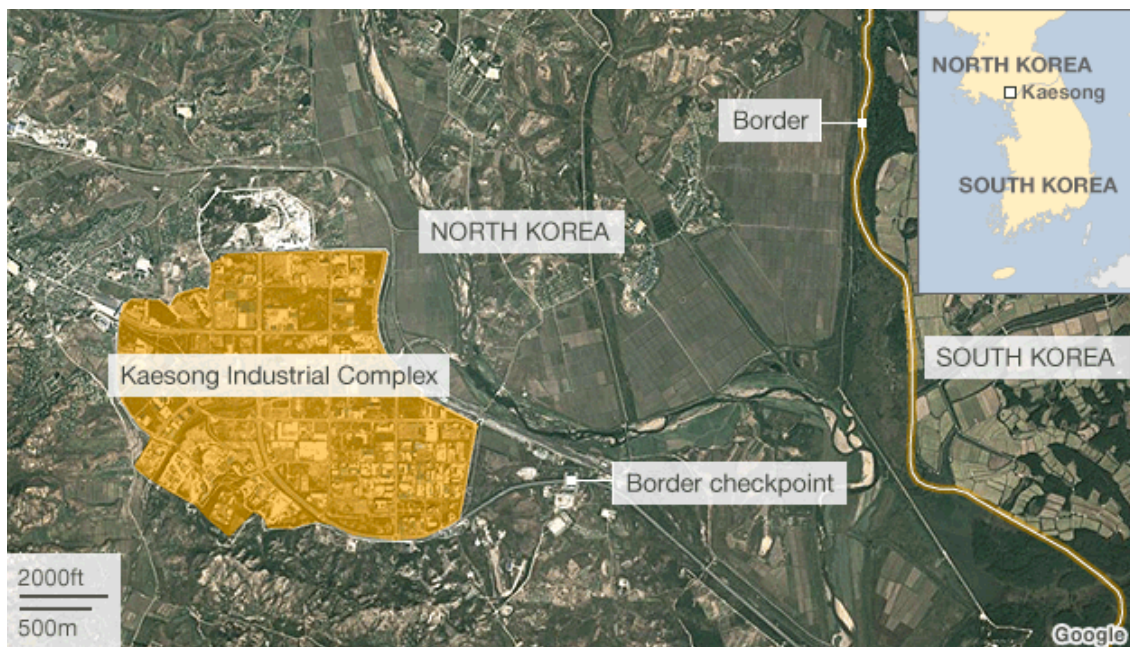 Border
NORTH KOREA
Kaesong
SOUTH KOREA
NORTH KOREA
SOUTH KOREA
Kaesong Industrial Complex
Border checkpoint
2000ft
500m
Google